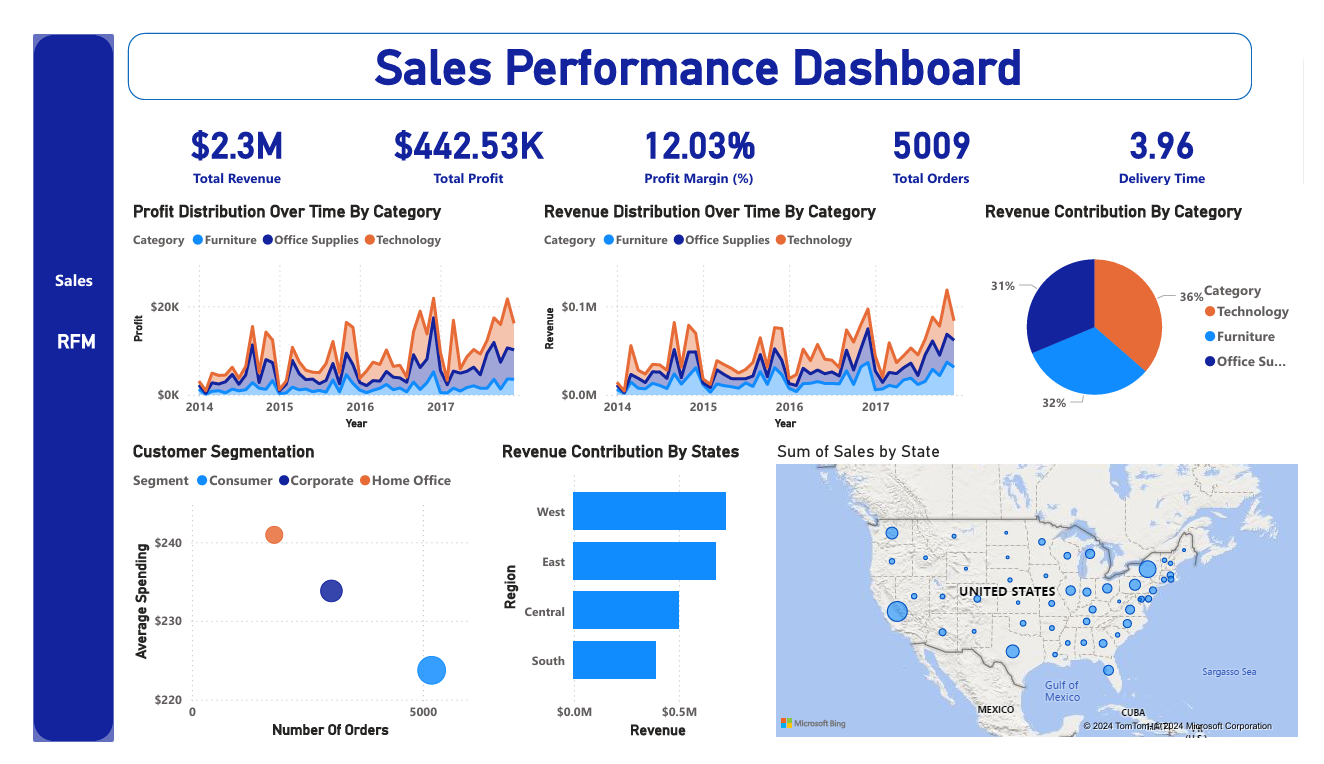 Sales Performance Dashboard
$2.3M
Total Revenue
$442.53K
Total Profit
12.03%
Profit Margin (%)
5009
Total Orders
3.96
Delivery Time
Sales
RFM
Profit Distribution Over Time By Category
Category Furniture Office Supplies Technology
Profit
$20K
$0K
2014 2015 2016 2017
Year
Revenue Distribution Over Time By Category
Category Furniture Office Supplies Technology
Revenue
$0.1M
$0.0M
2014 2015 2016 2017
Year
Revenue Contribution By Category
31%
36%
32%
Category
Technology
Furniture
Office Su...
Customer Segmentation
Segment Consumer Corporate Home Office
Average Spending
$240
$230
$220
0 5000
Number Of Orders
Revenue Contribution By States
Region
West
East
Central
South
$0.0M $0.5M
Revenue
Sum of Sales by State
UNITED STATES
Sargasso Sea
Gulf of
Mexico
MEXICO
CUBA
Microsoft Bing
© 2024 TomTom, © 2024 Microsoft Corporation